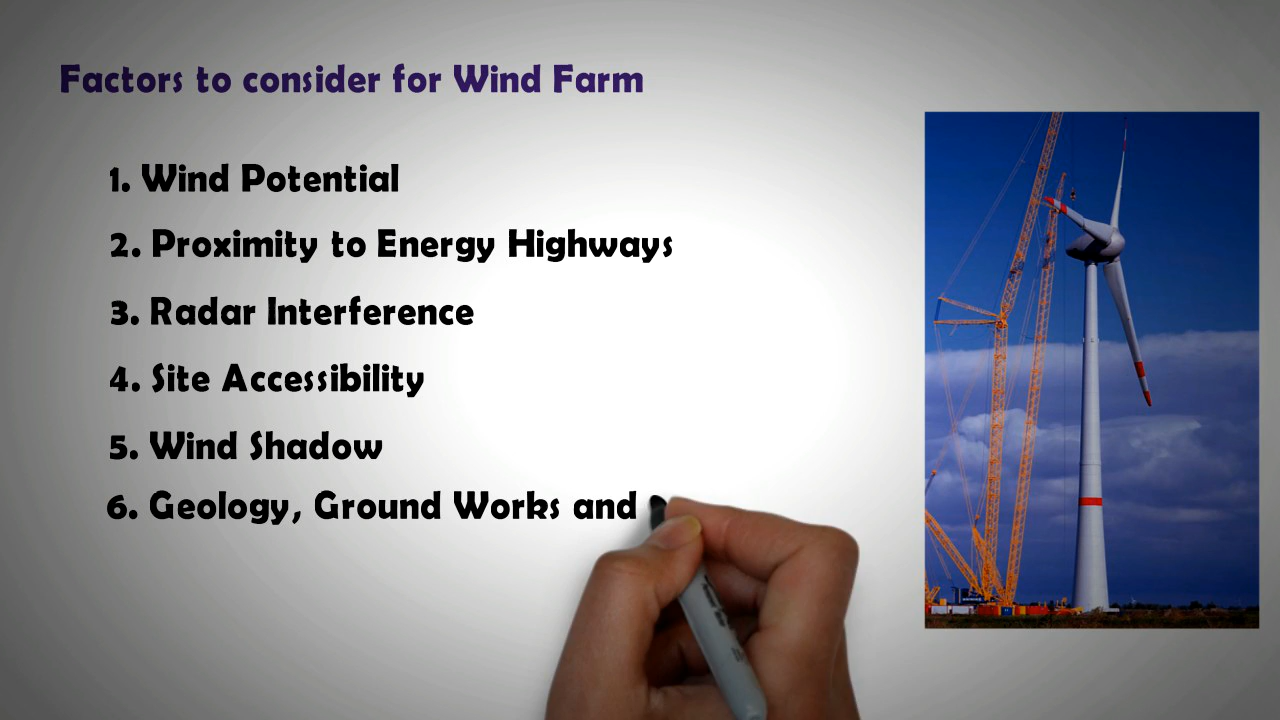 Factors to consider for Wind Farm
1. Wind Potential
2. Proximity to Energy Highways
3. Radar Interference
4. Site Accessibility
5. Wind Shadow
6. Geology, Ground Works and